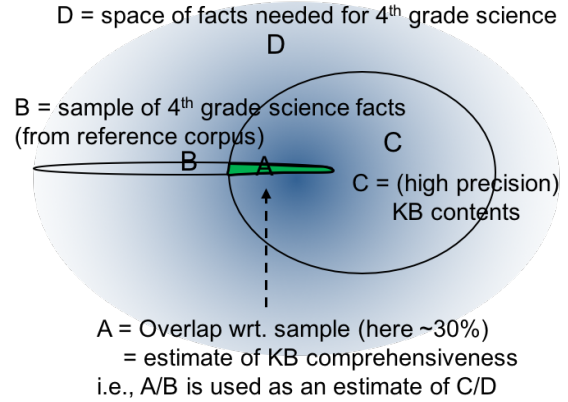 D = space of facts needed for 4th grade science
D
B = sample of 4th grade science facts
(from reference corpus)
B
A
C
C = (high precision)
KB contents
A = Overlap wrt. sample (here ~30%)
= estimate of KB comprehensiveness
i.e., A/B is used as an estimate of C/D